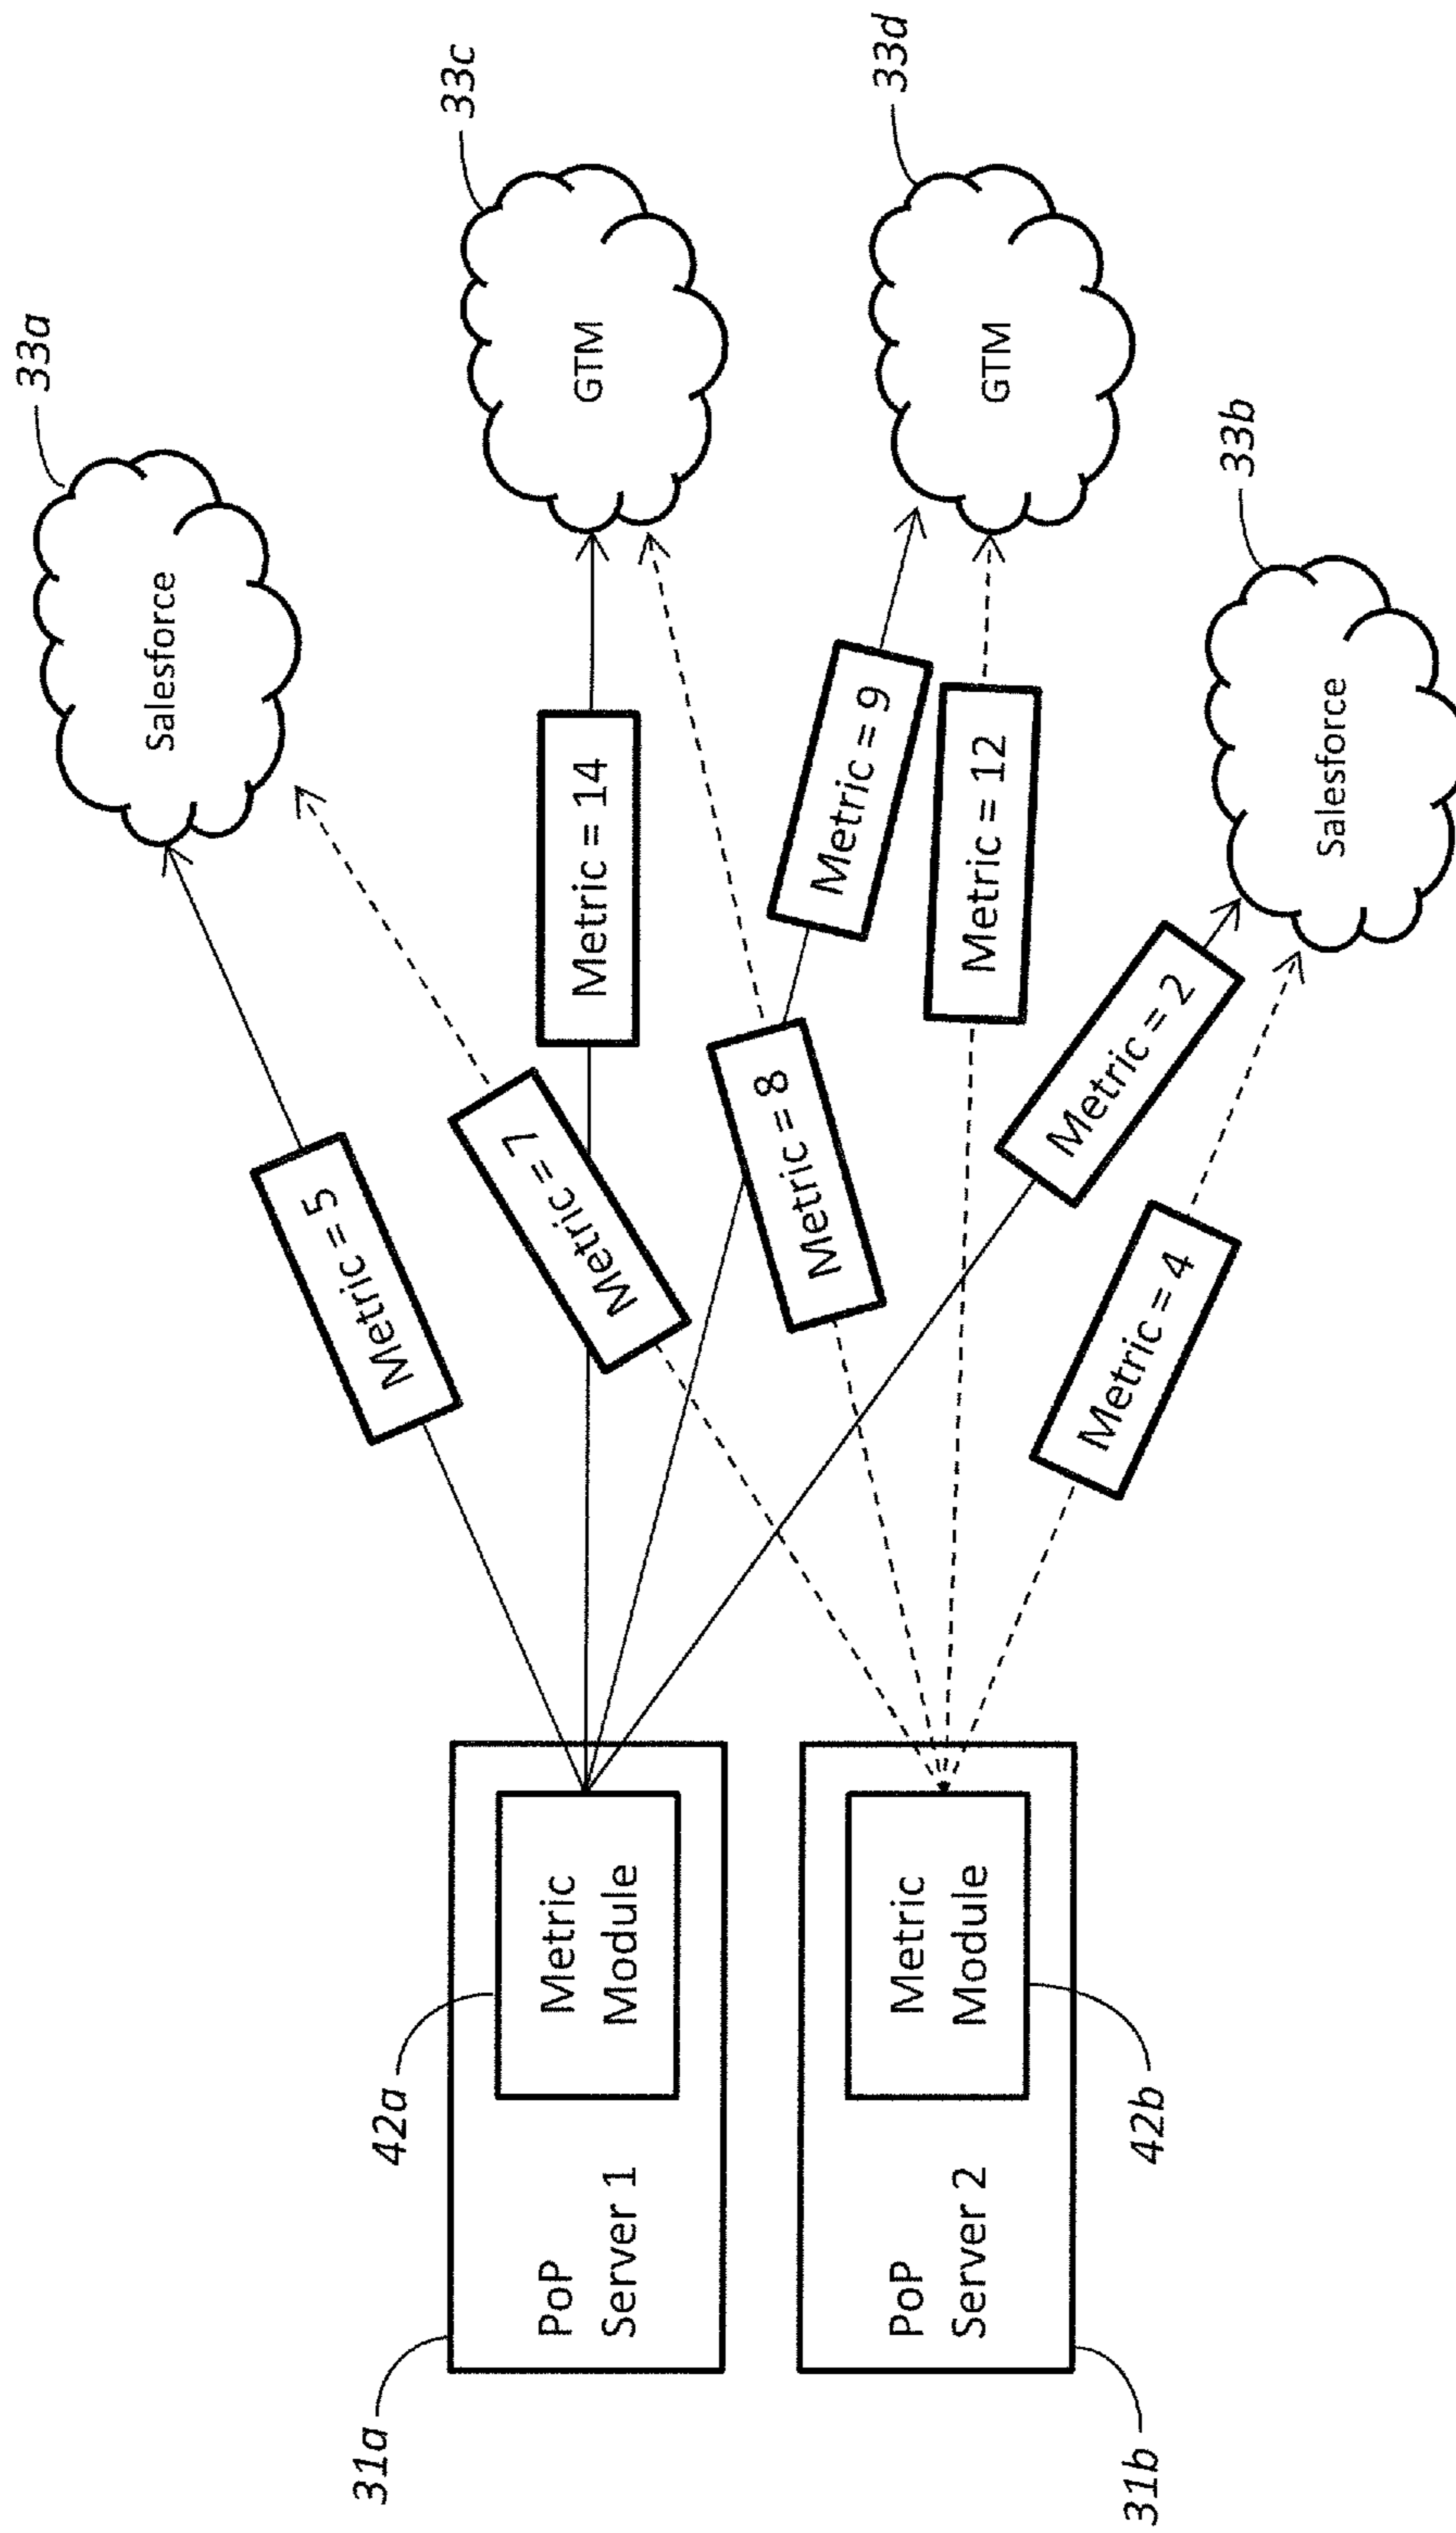 33a
Salesforce
33c
GTM
33d
GTM
33b
Salesforce
Metric = 5
Metric = 7
Metric = 14
Metric = 8
Metric = 9
Metric = 12
Metric = 2
Metric = 4
31a
PoP
Server 1
42a
Metric
Module
31b
PoP
Server 2
42b
Metric
Module